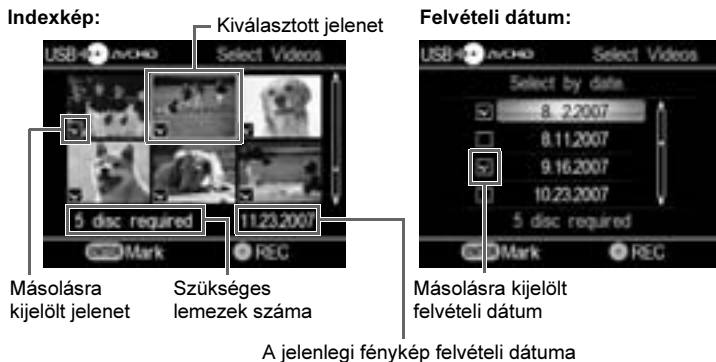 Indexkép:
Kiválasztott jelenet
Felvételi dátum:
USB AVCHD Select Videos
5 disc required 11.23.2007
ENTER Mark REC
USB AVCHD Select Videos
Select by date.
8. 2.2007
8.11.2007
9.16.2007
10.23.2007
5 disc required
ENTER Mark REC
Másolásra
kijelölt jelenet
Szükséges
lemezek száma
Másolásra kijelölt
felvételi dátum
A jelenlegi fénykép felvételi dátuma